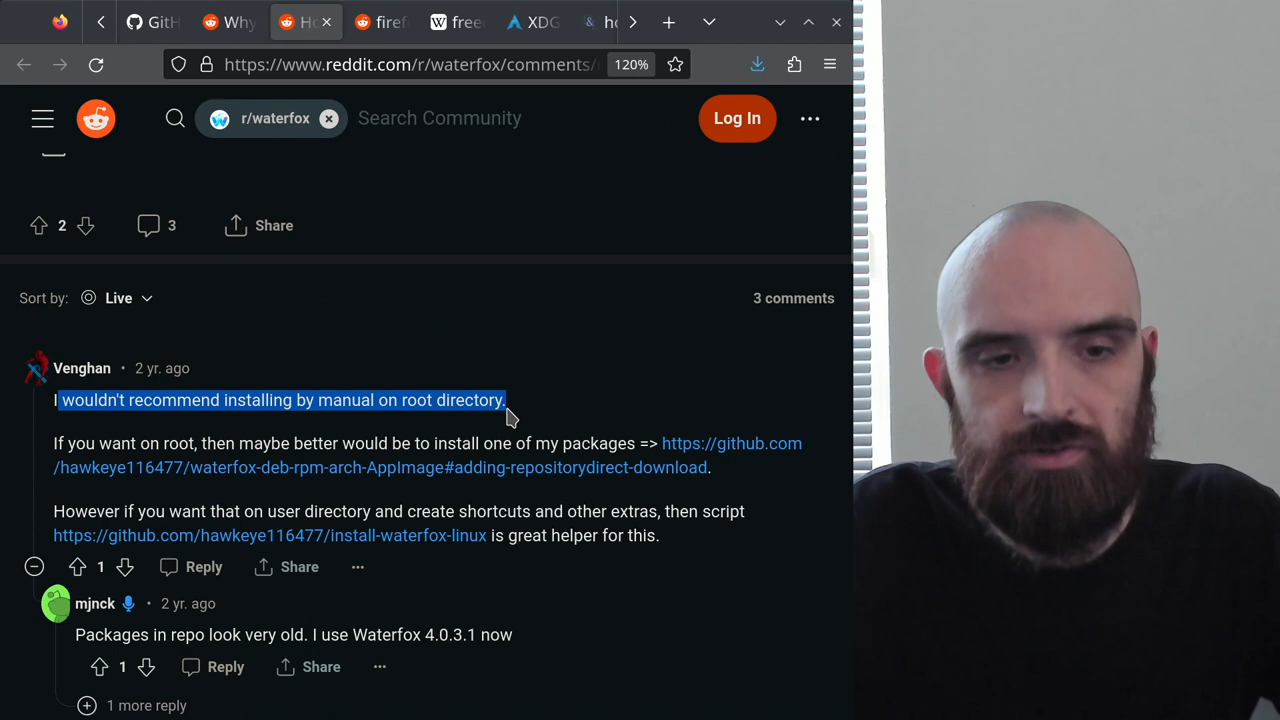 GitH
Why
Ho
firef
free
XDG
ho
https://www.reddit.com/r/waterfox/comments/
120%
r/waterfox
Search Community
Log In
2
3
Share
Sort by:
Live
3 comments
Venghan • 2 yr. ago
I wouldn't recommend installing by manual on root directory.
If you want on root, then maybe better would be to install one of my packages => https://github.com
/hawkeye116477/waterfox-deb-rpm-arch-AppImage#adding-repositorydirect-download.
However if you want that on user directory and create shortcuts and other extras, then script
https://github.com/hawkeye116477/install-waterfox-linux is great helper for this.
1
Reply
Share
mjnck • 2 yr. ago
Packages in repo look very old. I use Waterfox 4.0.3.1 now
1
Reply
Share
1 more reply